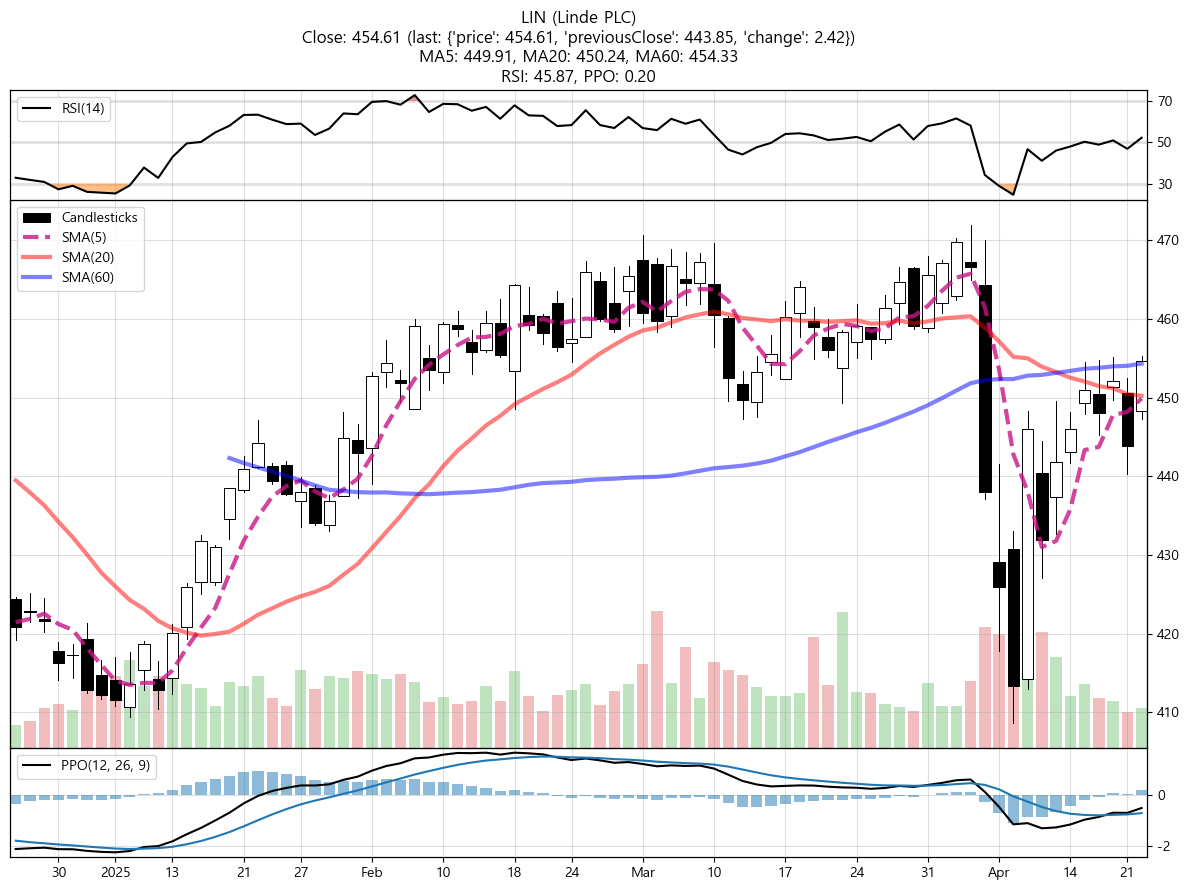 LIN (Linde PLC)
Close: 454.61 (last: {'price': 454.61, 'previousClose': 443.85, 'change': 2.42})
MA5: 449.91, MA20: 450.24, MA60: 454.33
RSI: 45.87, PPO: 0.20
RSI(14)
70
50
30
Candlesticks
SMA(5)
SMA(20)
SMA(60)
470
460
450
440
430
420
410
PPO(12, 26, 9)
0
-2
30 2025 13 21 27 Feb 10 18 24 Mar 10 17 24 31 Apr 14 21